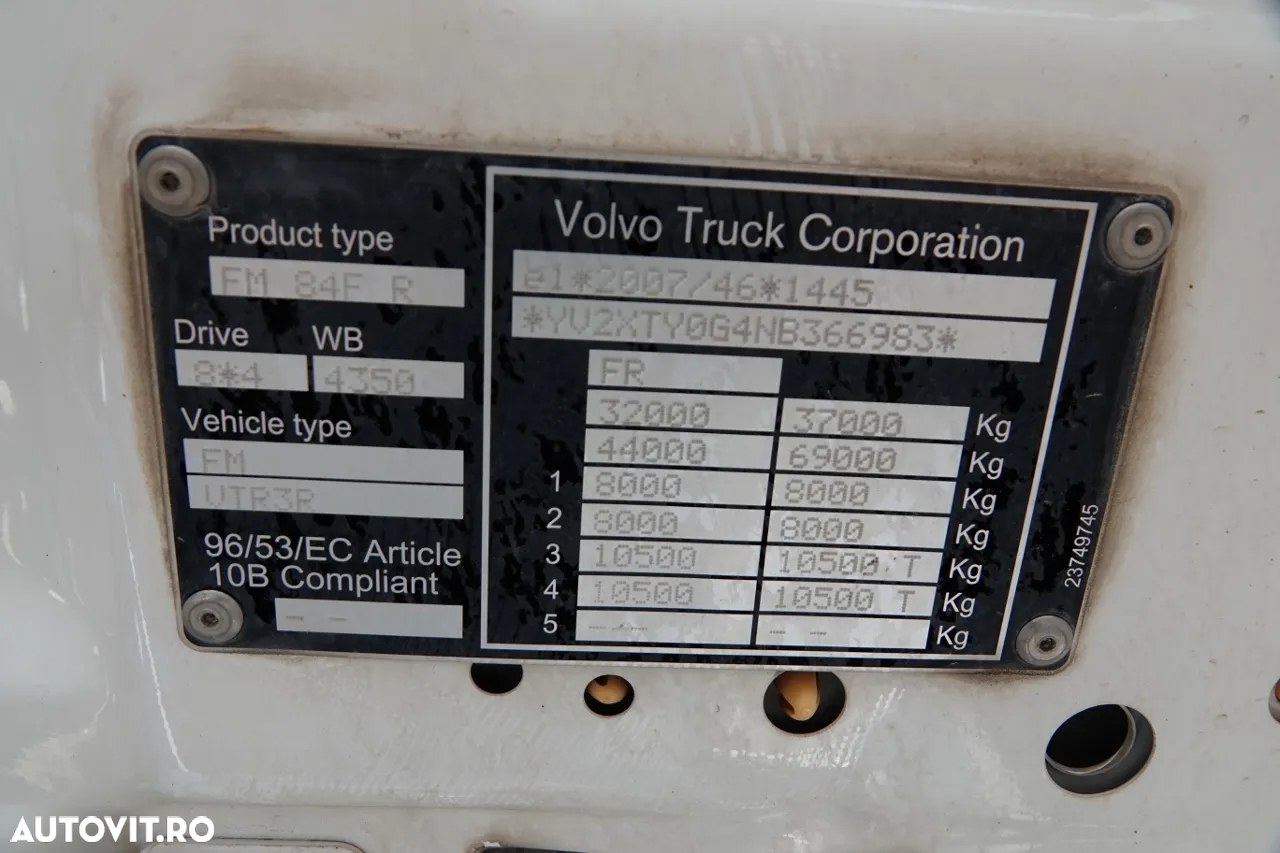 Product type
FM 84F R
Drive WB
8*4 4350
Vehicle type
FM
VTR3R
96/53/EC Article
10B Compliant
Volvo Truck Corporation
e1*2007/46*1445
*YV2XTY0G4NB366983*
FR
32000 37000 Kg
44000 69000 Kg
1 8000 8000 Kg
2 8000 8000 Kg
3 10500 10500 T Kg
4 10500 10500 T Kg
5 Kg
23749745
AUTOVIT.RO